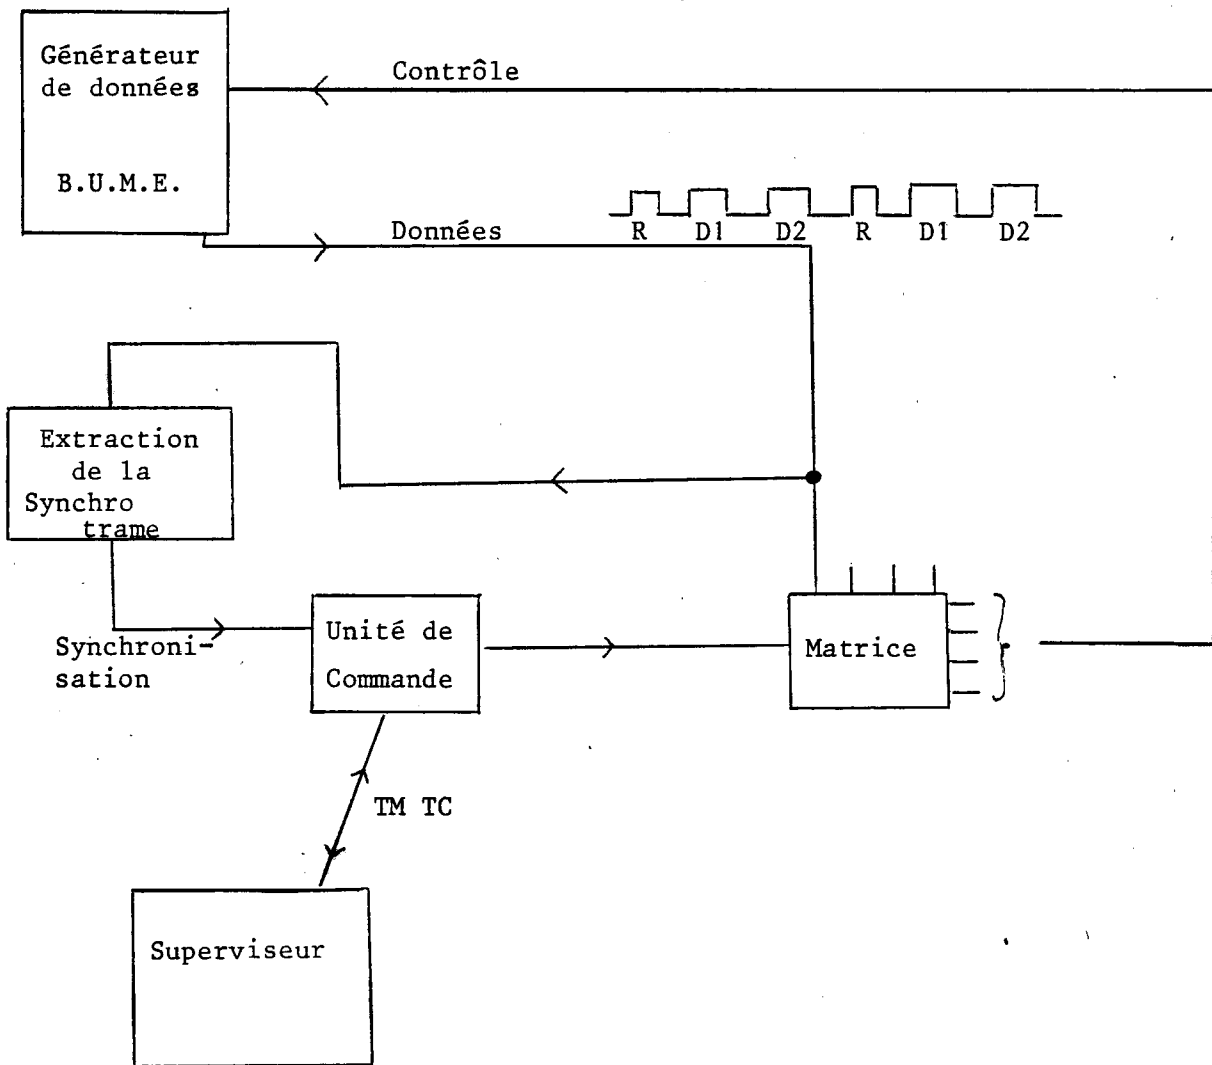 Générateur
de données
B.U.M.E.
Contrôle
Données
R D1 D2 R D1 D2
Extraction
de la
Synchro
trame
Synchroni-
sation
Unité de
Commande
Matrice
TM TC
Superviseur